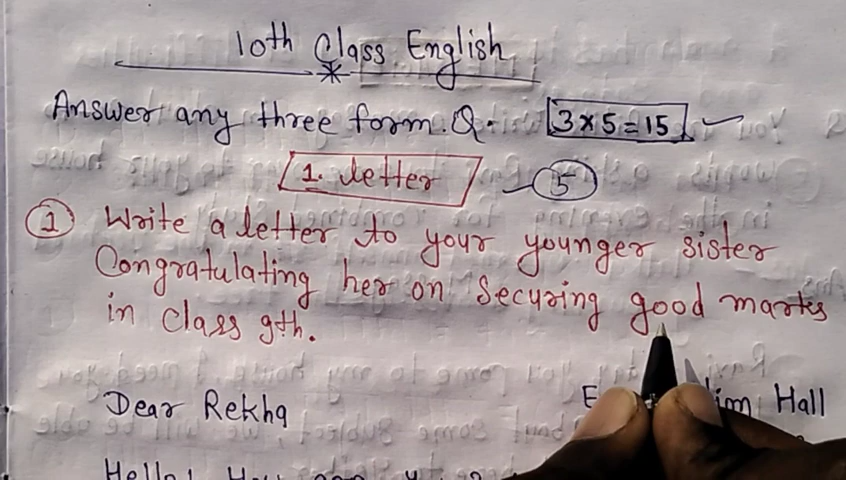 10th Class English
Answer any three form. Q. 3 x 5 = 15
1. letter 5
1 Write a letter to your younger sister
Congratulating her on Securing good marks
in class 9th.
Dear Rekha Hall
Hello!